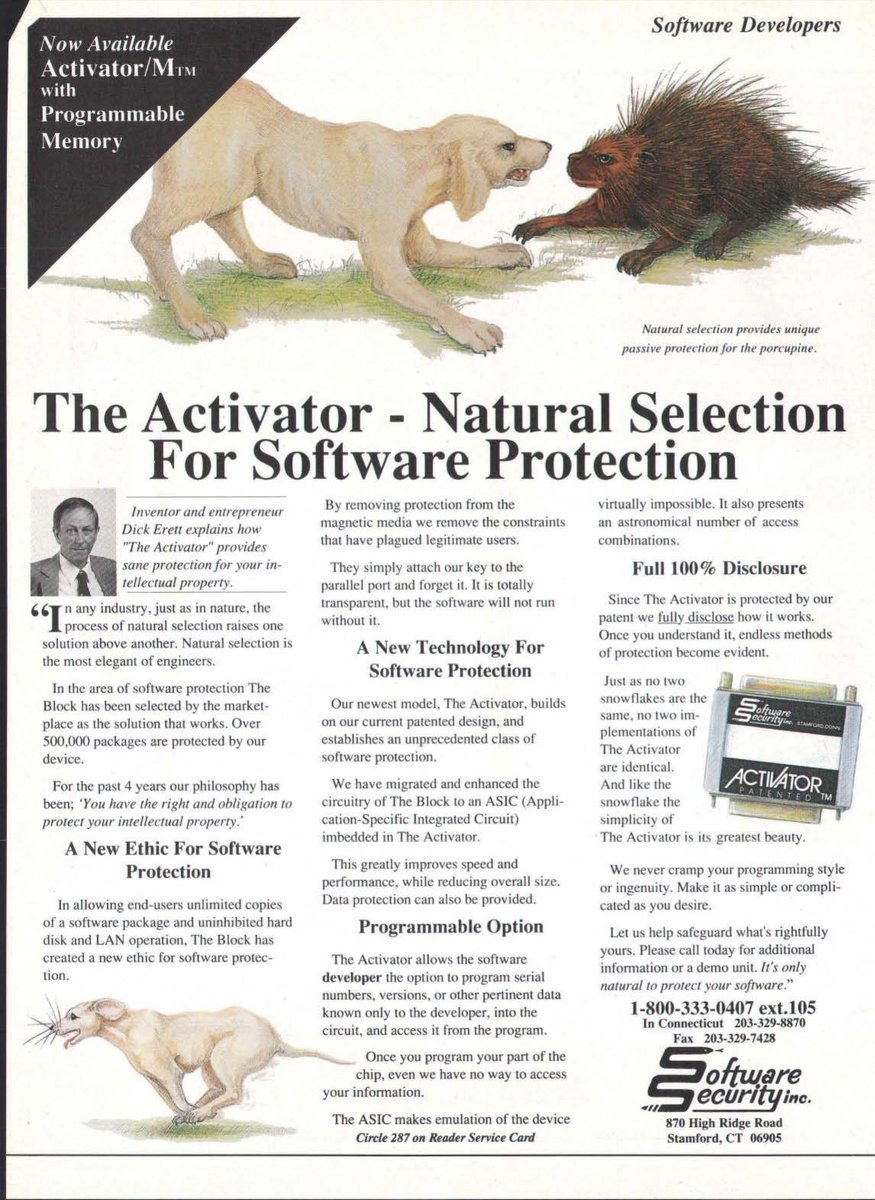 Now Available
Activator/M™
with
Programmable
Memory
Software Developers
Natural selection provides unique
passive protection for the porcupine.
The Activator - Natural Selection
For Software Protection
Inventor and entrepreneur
Dick Erett explains how
"The Activator" provides
sane protection for your in-
tellectual property.
“In any industry, just as in nature, the
process of natural selection raises one
solution above another. Natural selection is
the most elegant of engineers.
In the area of software protection The
Block has been selected by the market-
place as the solution that works. Over
500,000 packages are protected by our
device.
For the past 4 years our philosophy has
been; 'You have the right and obligation to
protect your intellectual property.'
A New Ethic For Software
Protection
In allowing end-users unlimited copies
of a software package and uninhibited hard
disk and LAN operation, The Block has
created a new ethic for software protec-
tion.
By removing protection from the
magnetic media we remove the constraints
that have plagued legitimate users.
They simply attach our key to the
parallel port and forget it. It is totally
transparent, but the software will not run
without it.
A New Technology For
Software Protection
Our newest model, The Activator, builds
on our current patented design, and
establishes an unprecedented class of
software protection.
We have migrated and enhanced the
circuitry of The Block to an ASIC (Appli-
cation-Specific Integrated Circuit)
imbedded in The Activator.
This greatly improves speed and
performance, while reducing overall size.
Data protection can also be provided.
Programmable Option
The Activator allows the software
developer the option to program serial
numbers, versions, or other pertinent data
known only to the developer, into the
circuit, and access it from the program.
Once you program your part of the
chip, even we have no way to access
your information.
The ASIC makes emulation of the device
Circle 287 on Reader Service Card
virtually impossible. It also presents
an astronomical number of access
combinations.
Full 100% Disclosure
Since The Activator is protected by our
patent we fully disclose how it works.
Once you understand it, endless methods
of protection become evident.
Just as no two
snowflakes are the
same, no two im-
plementations of
The Activator
are identical.
And like the
snowflake the
simplicity of
The Activator is its greatest beauty.
Software
Security inc. STAMFORD, CONN.
ACTIVATOR
PATENTED ™
We never cramp your programming style
or ingenuity. Make it as simple or compli-
cated as you desire.
Let us help safeguard what's rightfully
yours. Please call today for additional
information or a demo unit. It's only
natural to protect your software.”
1-800-333-0407 ext.105
In Connecticut 203-329-8870
Fax 203-329-7428
Software
Security inc.
870 High Ridge Road
Stamford, CT 06905